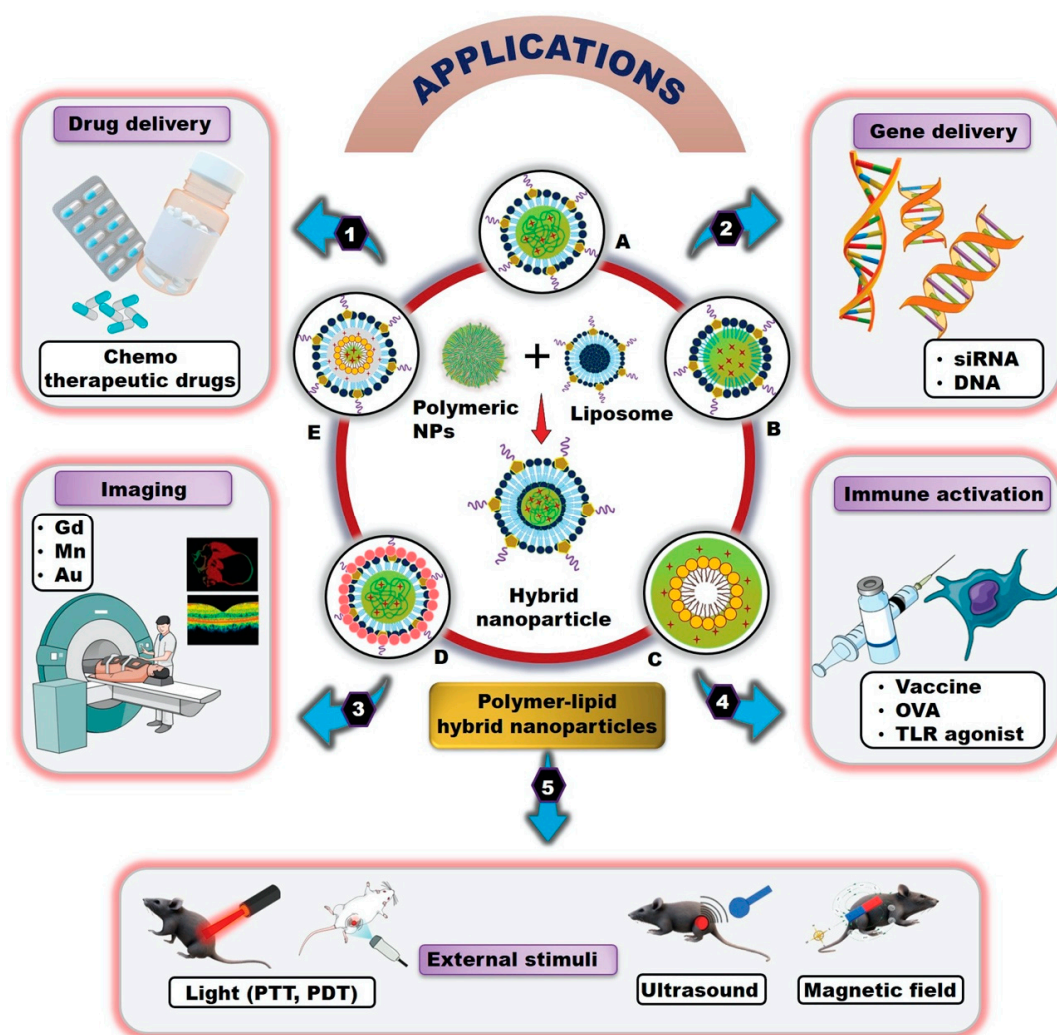 APPLICATIONS
Drug delivery
Chemo
therapeutic drugs
1
2
Gene delivery
• siRNA
• DNA
A
B
C
D
E
Polymeric
NPs
+
Liposome
Hybrid
nanoparticle
Imaging
• Gd
• Mn
• Au
3
Polymer-lipid
hybrid nanoparticles
4
Immune activation
• Vaccine
• OVA
• TLR agonist
5
External stimuli
Light (PTT, PDT)
Ultrasound
Magnetic field